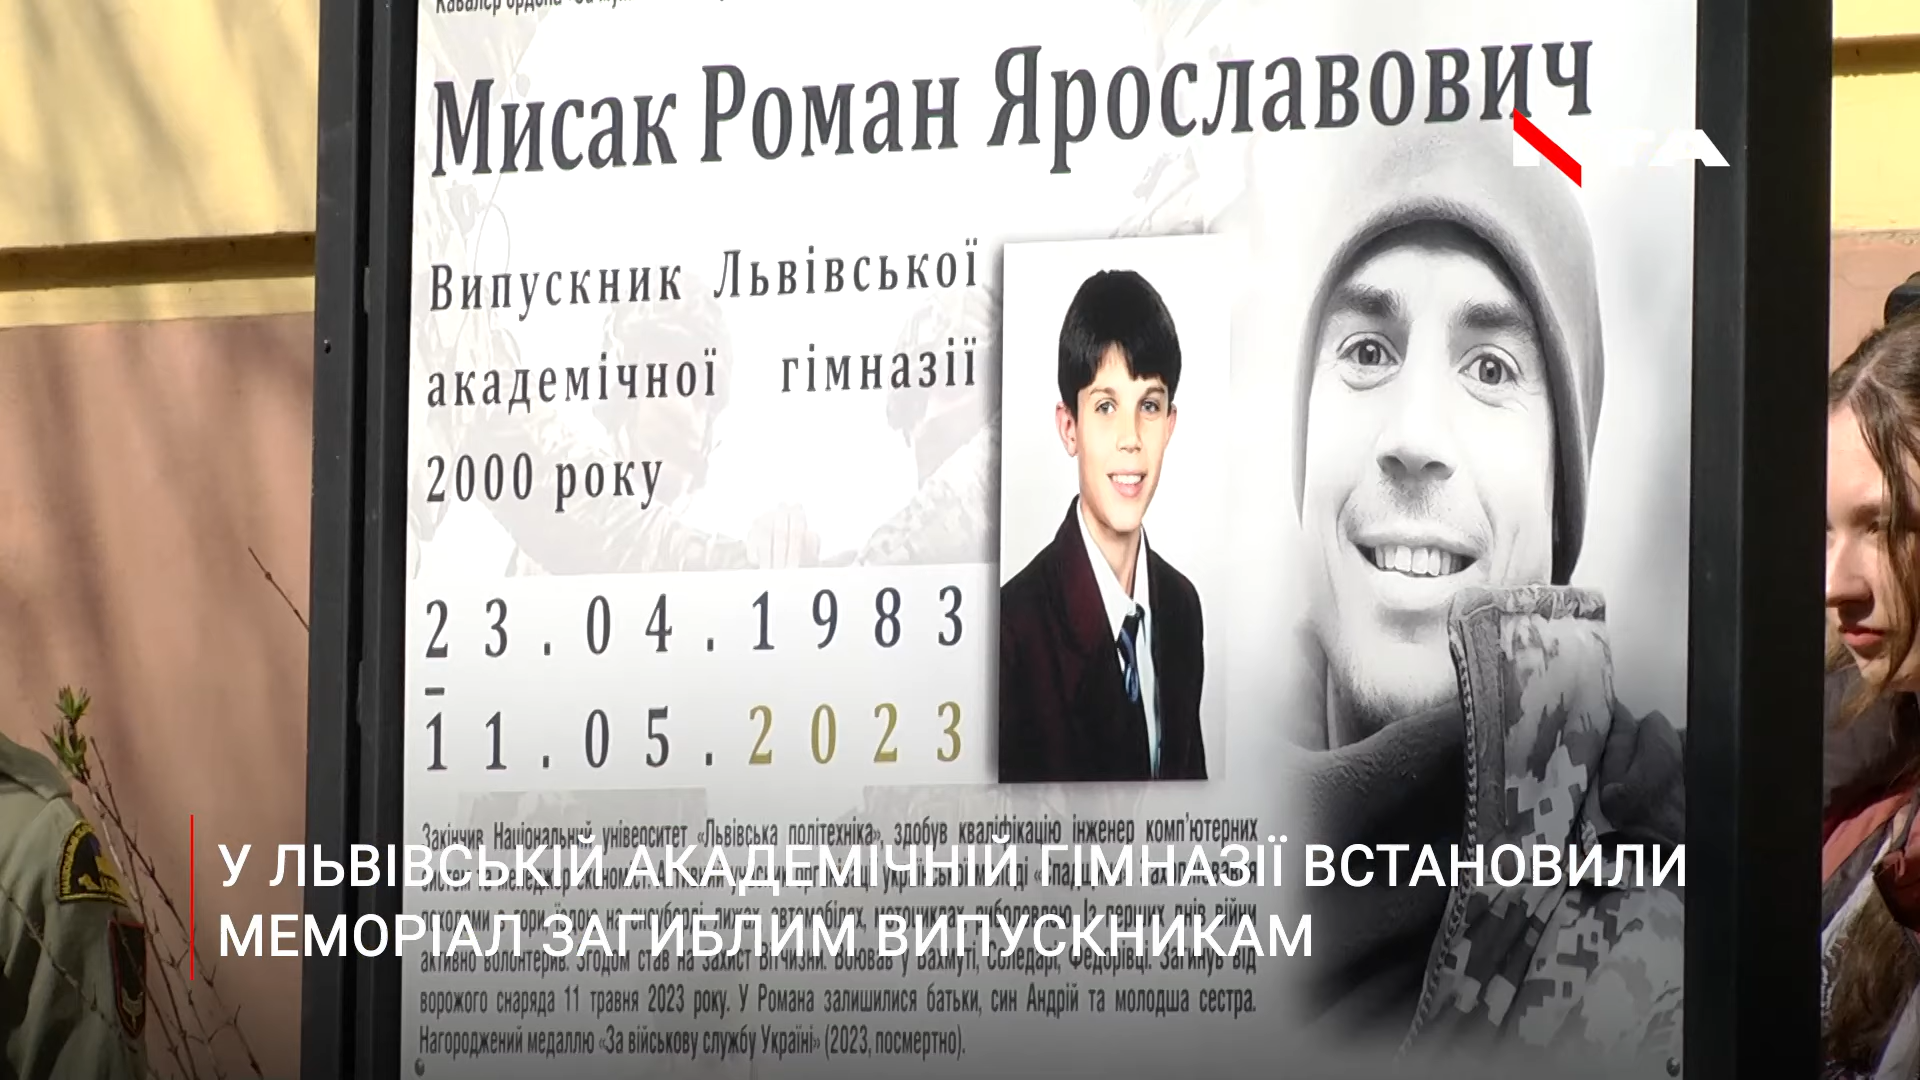 Кавалер ордена «За
Мисак Роман Ярославович
Випускник Львівської
академічної гімназії
2000 року
23.04.1983
–
11.05.2023
Закінчив Національний університет «Львівська політехніка», здобув кваліфікацію інженер комп'ютерних
У ЛЬВІВСЬКІЙ АКАДЕМІЧНІЙ ГІМНАЗІЇ ВСТАНОВИЛИ
МЕМОРІАЛ ЗАГИБЛИМ ВИПУСКНИКАМ
активно волонтерив. Згодом став на захист Вітчизни. Воював у Бахмуті, Соледарі, Федорівці. Загинув від
ворожого снаряда 11 травня 2023 року. У Романа залишилися батьки, син Андрій та молодша сестра.
Нагороджений медаллю «За військову службу Україні» (2023, посмертно).